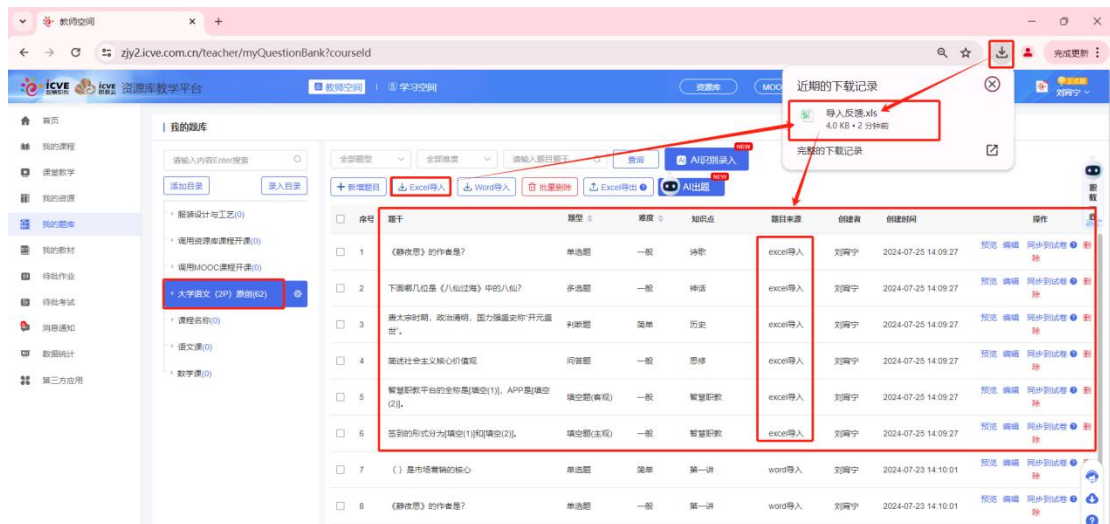 教师空间
zjy2.icve.com.cn/teacher/myQuestionBank?courseId
完成更新
icve 智慧职教 icve 资源库教学平台
教师空间 | 学习空间
资源库
MOO
刘宵宁
近期的下载记录
导入反馈.xls
4.0 KB • 2 分钟前
完整的下载记录
首页
我的课程
课堂教学
我的资源
我的题库
我的教材
待批作业
待批考试
消息通知
数据统计
第三方应用
我的题库
请输入内容Enter搜索
添加目录
录入目录
服装设计与工艺(0)
调用资源库课程开课(0)
调用MOOC课程开课(0)
大学语文（2P）原创(62)
课程名称(0)
语文课(0)
数学课(0)
全部题型 全部难度 请输入题目题干 查询 AI识别录入 NEW
新增题目 Excel导入 Word导入 批量删除 Excel导出 AI出题 NEW
序号 题干 题型 难度 知识点 题目来源 创建者 创建时间 操作
1 《静夜思》的作者是? 单选题 一般 诗歌 excel导入 刘宵宁 2024-07-25 14:09:27 预览 编辑 同步到试卷 删除
2 下面哪几位是《八仙过海》中的八仙? 多选题 一般 神话 excel导入 刘宵宁 2024-07-25 14:09:27 预览 编辑 同步到试卷 删除
3 唐太宗时期，政治清明，国力强盛史称“开元盛世”。 判断题 简单 历史 excel导入 刘宵宁 2024-07-25 14:09:27 预览 编辑 同步到试卷 删除
4 简述社会主义核心价值观 问答题 一般 思修 excel导入 刘宵宁 2024-07-25 14:09:27 预览 编辑 同步到试卷 删除
5 智慧职教平台的全称是[填空(1)]，APP是[填空(2)]。 填空题(客观) 一般 智慧职教 excel导入 刘宵宁 2024-07-25 14:09:27 预览 编辑 同步到试卷 删除
6 签到的形式分为[填空(1)]和[填空(2)]。 填空题(主观) 一般 智慧职教 excel导入 刘宵宁 2024-07-25 14:09:27 预览 编辑 同步到试卷 删除
7 （ ）是市场营销的核心 单选题 简单 第一讲 word导入 刘宵宁 2024-07-23 14:10:01 预览 编辑 同步到试卷 除
8 《静夜思》的作者是? 单选题 一般 第一讲 word导入 刘宵宁 2024-07-23 14:10:01 预览 编辑 同步到试卷 除